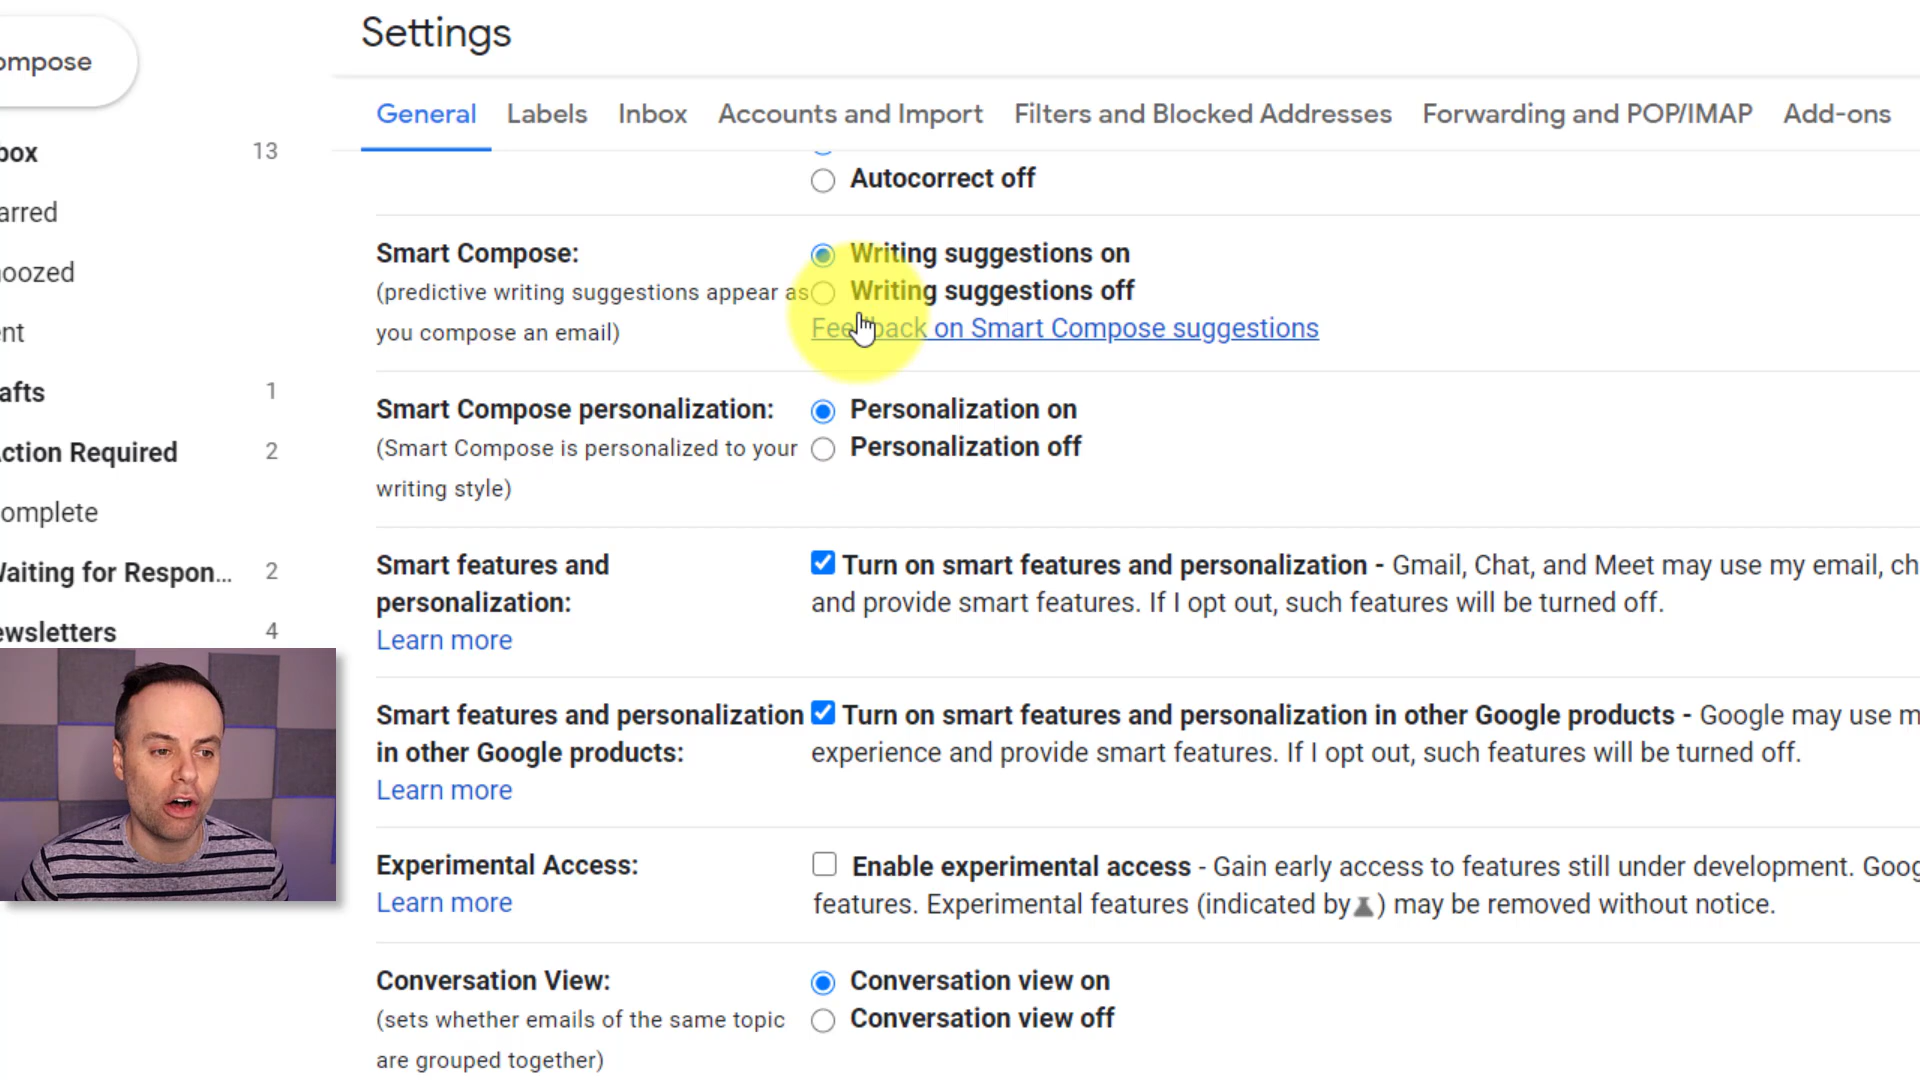 Settings
ompose
General Labels Inbox Accounts and Import Filters and Blocked Addresses Forwarding and POP/IMAP Add-ons
box 13
arred
noozed
ent
afts 1
ction Required 2
omplete
Waiting for Respon... 2
ewsletters 4
Autocorrect off
Smart Compose:
(predictive writing suggestions appear as
you compose an email)
Writing suggestions on
Writing suggestions off
Feedback on Smart Compose suggestions
Smart Compose personalization:
(Smart Compose is personalized to your
writing style)
Personalization on
Personalization off
Smart features and
personalization:
Learn more
Turn on smart features and personalization - Gmail, Chat, and Meet may use my email, ch
and provide smart features. If I opt out, such features will be turned off.
Smart features and personalization
in other Google products:
Learn more
Turn on smart features and personalization in other Google products - Google may use m
experience and provide smart features. If I opt out, such features will be turned off.
Experimental Access:
Learn more
Enable experimental access - Gain early access to features still under development. Goog
features. Experimental features (indicated by ) may be removed without notice.
Conversation View:
(sets whether emails of the same topic
are grouped together)
Conversation view on
Conversation view off